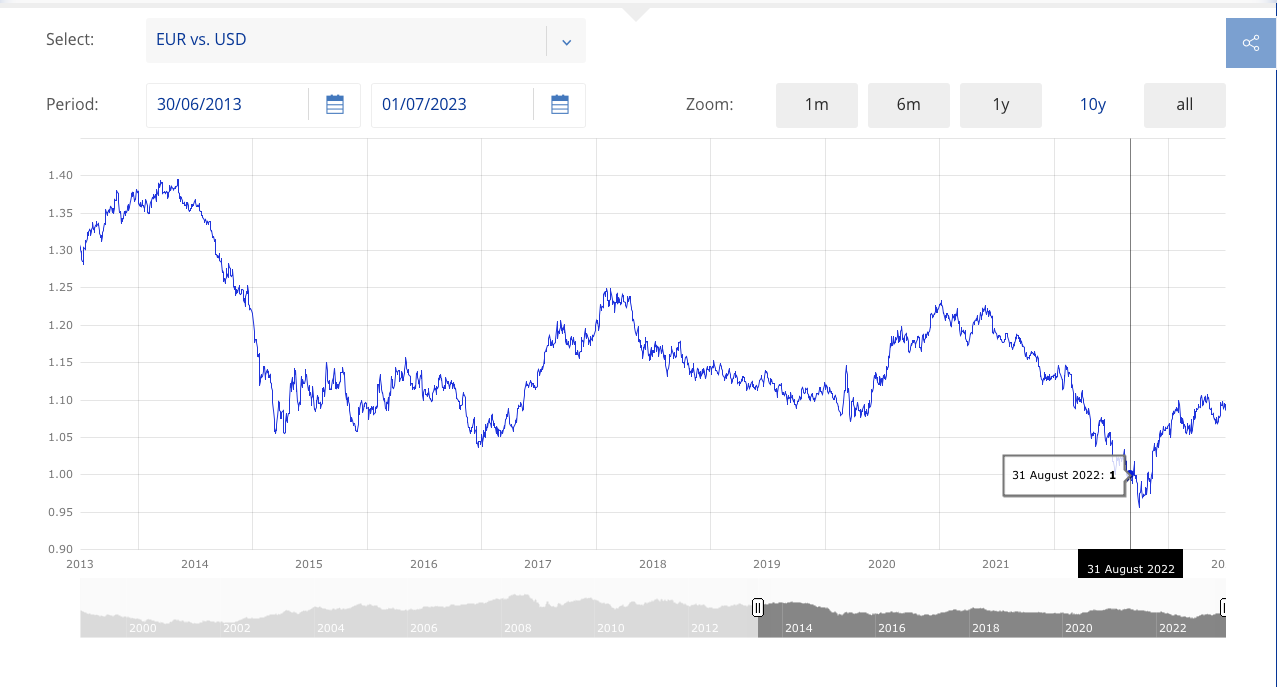 Select: EUR vs. USD
Period: 30/06/2013 01/07/2023 Zoom: 1m 6m 1y 10y all
1.40
1.35
1.30
1.25
1.20
1.15
1.10
1.05
1.00
31 August 2022: 1
0.95
0.90
2013 2014 2015 2016 2017 2018 2019 2020 2021 31 August 2022 20
2000 2002 2004 2006 2008 2010 2012 2014 2016 2018 2020 2022